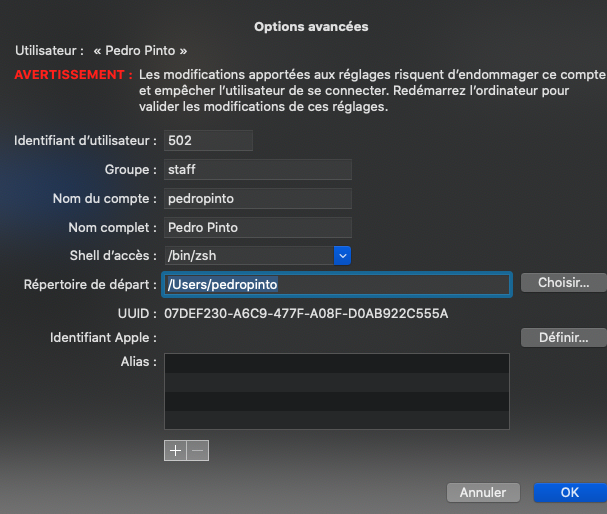 Options avancées
Utilisateur : « Pedro Pinto »
AVERTISSEMENT : Les modifications apportées aux réglages risquent d'endommager ce compte
et empêcher l'utilisateur de se connecter. Redémarrez l'ordinateur pour
valider les modifications de ces réglages.
Identifiant d'utilisateur : 502
Groupe : staff
Nom du compte : pedropinto
Nom complet : Pedro Pinto
Shell d'accès : /bin/zsh
Répertoire de départ : /Users/pedropinto Choisir...
UUID : 07DEF230-A6C9-477F-A08F-D0AB922C555A
Identifiant Apple : Définir...
Alias :
+ −
Annuler OK